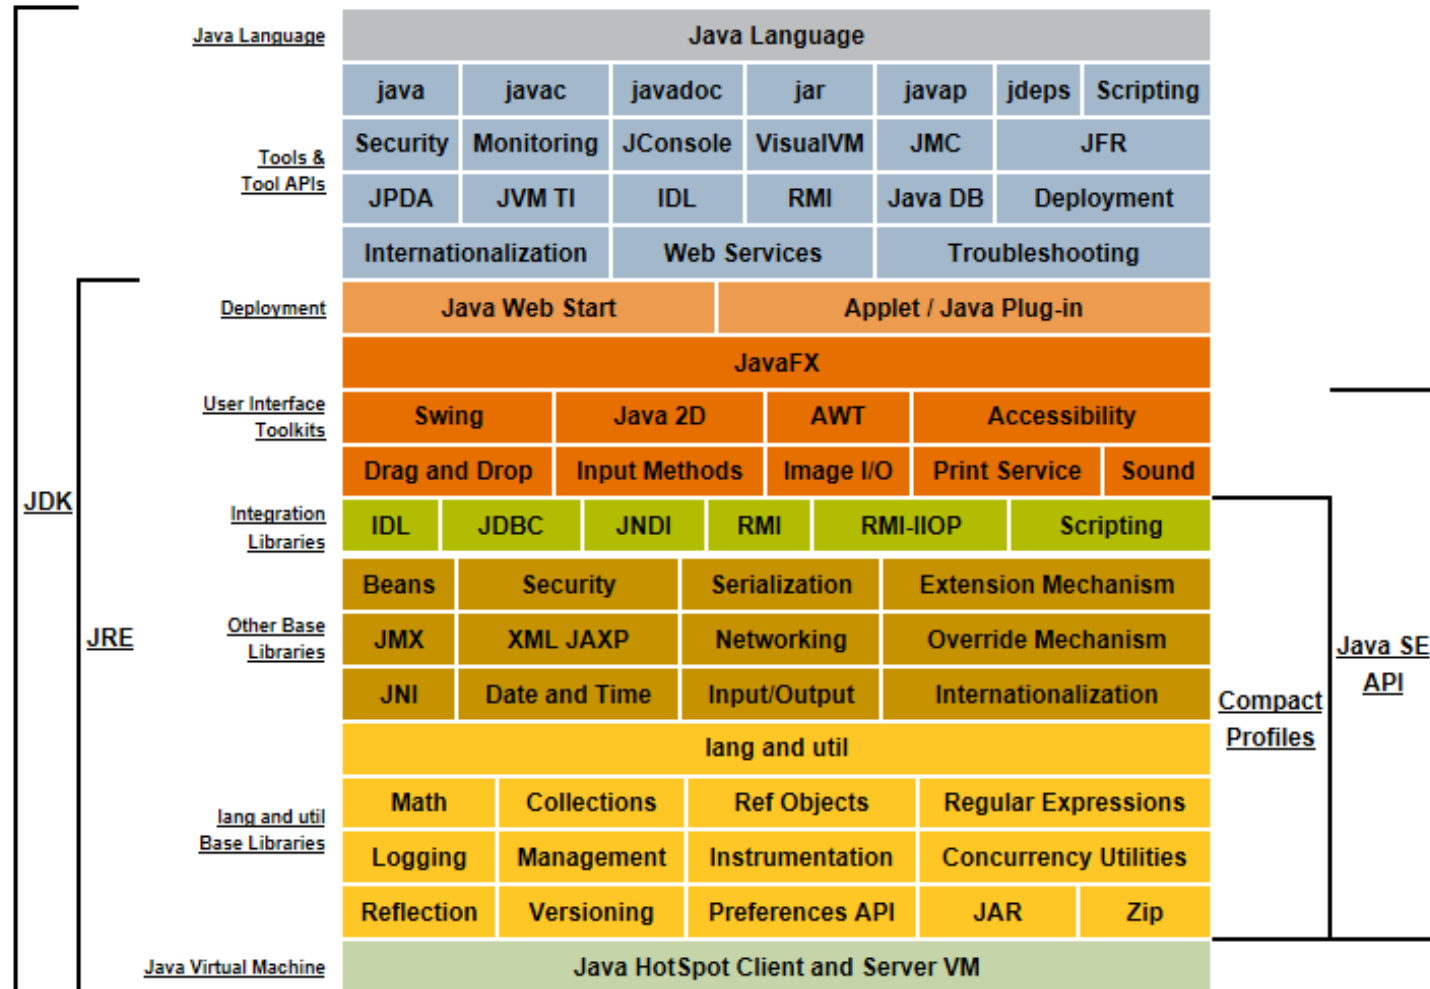 Java Language
Java Language
java javac javadoc jar javap jdeps Scripting
Tools &
Tool APIs
Security Monitoring JConsole VisualVM JMC JFR
JPDA JVM TI IDL RMI Java DB Deployment
Internationalization Web Services Troubleshooting
Deployment
Java Web Start Applet / Java Plug-in
JavaFX
User Interface
Toolkits
Swing Java 2D AWT Accessibility
Drag and Drop Input Methods Image I/O Print Service Sound
JDK
Integration
Libraries
IDL JDBC JNDI RMI RMI-IIOP Scripting
Beans Security Serialization Extension Mechanism
JRE
Other Base
Libraries
JMX XML JAXP Networking Override Mechanism
JNI Date and Time Input/Output Internationalization
Java SE
API
Compact
Profiles
lang and util
lang and util
Base Libraries
Math Collections Ref Objects Regular Expressions
Logging Management Instrumentation Concurrency Utilities
Reflection Versioning Preferences API JAR Zip
Java Virtual Machine
Java HotSpot Client and Server VM